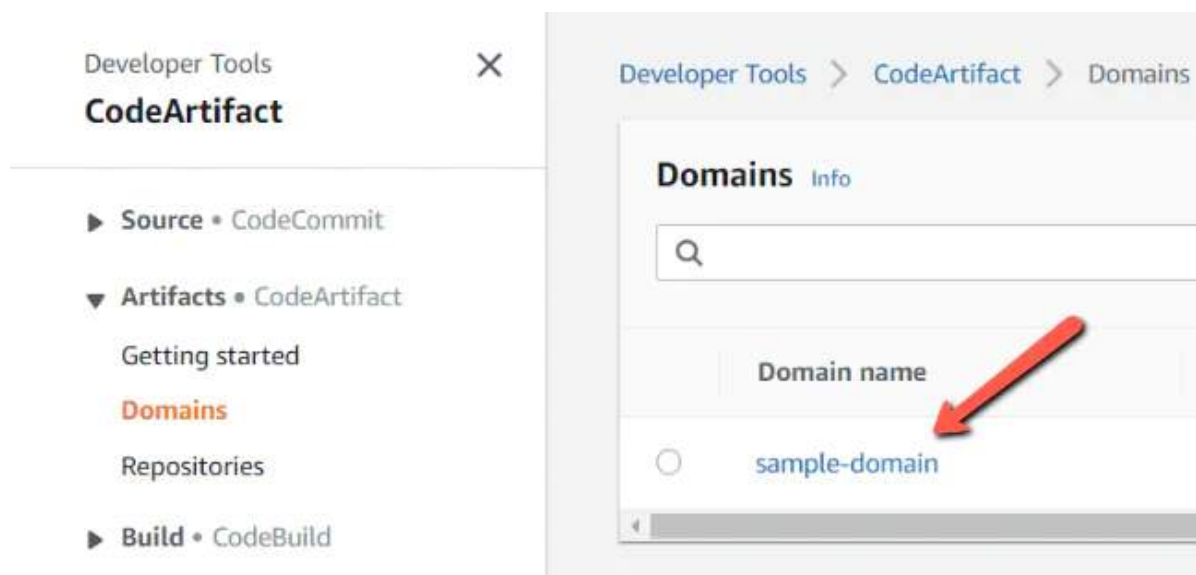 Developer Tools
CodeArtifact
Source • CodeCommit
Artifacts • CodeArtifact
Getting started
Domains
Repositories
Build • CodeBuild
Developer Tools > CodeArtifact > Domains
Domains Info
Domain name
sample-domain